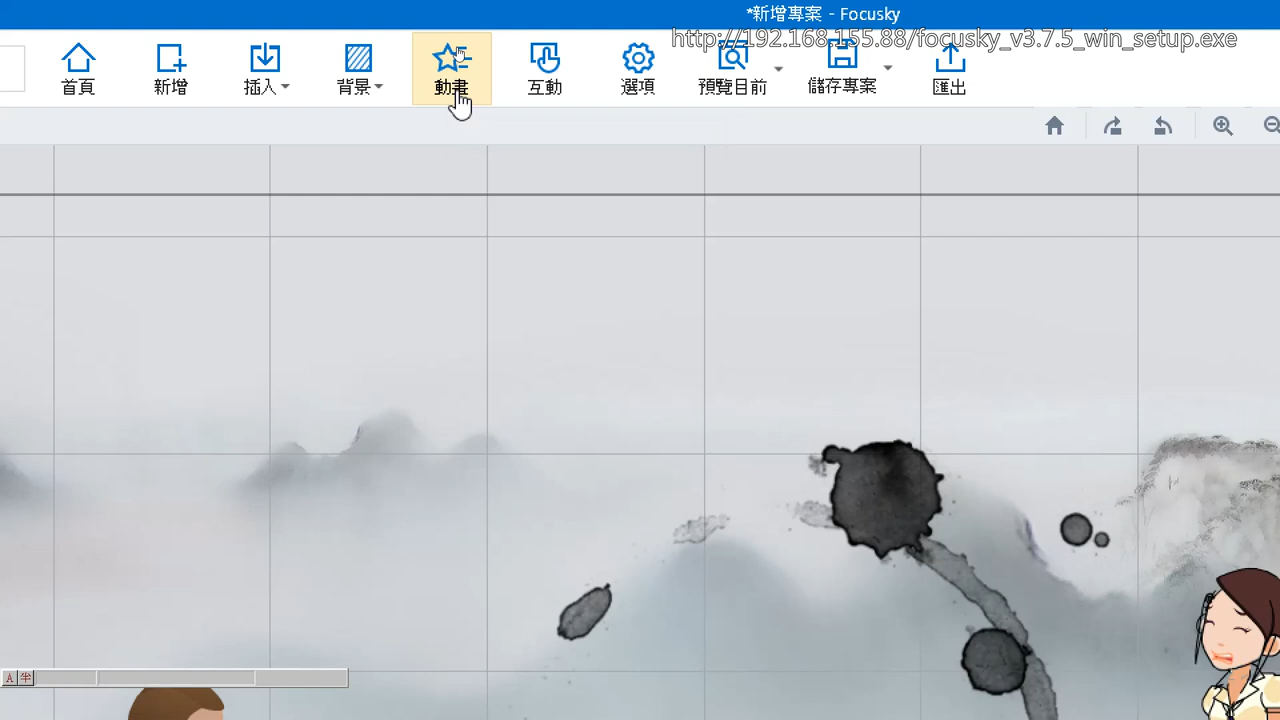 *新增專案 - Focusky
http://192.168.155.88/focusky_v3.7.5_win_setup.exe
首頁 新增 插入 背景 動畫 互動 選項 預覽目前 儲存專案 匯出
A 半